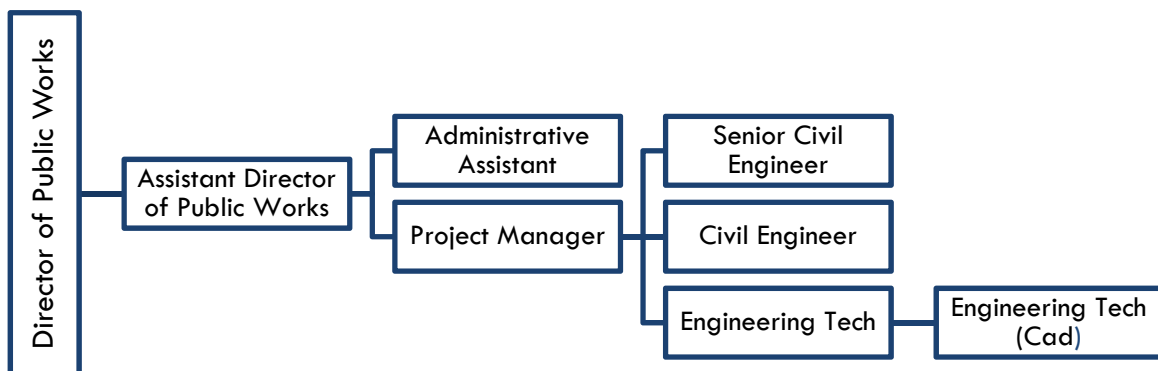 Director of Public Works
Assistant Director
of Public Works
Administrative
Assistant
Project Manager
Senior Civil
Engineer
Civil Engineer
Engineering Tech
Engineering Tech
(Cad)